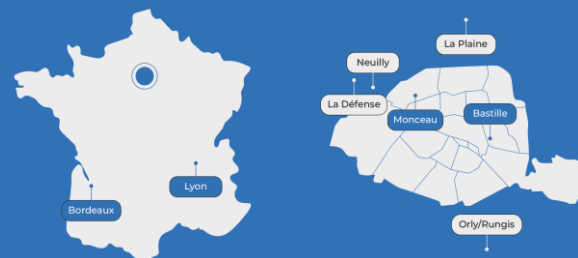 Lyon
Bordeaux
La Plaine
Neuilly
La Défense
Monceau
Bastille
Orly/Rungis